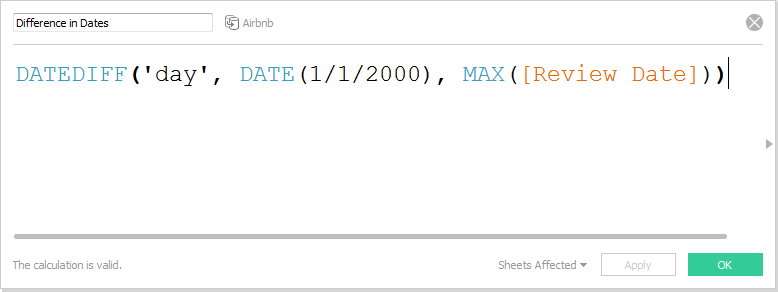 Difference in Dates Airbnb
DATEDIFF('day', DATE(1/1/2000), MAX([Review Date]))
The calculation is valid. Sheets Affected Apply OK